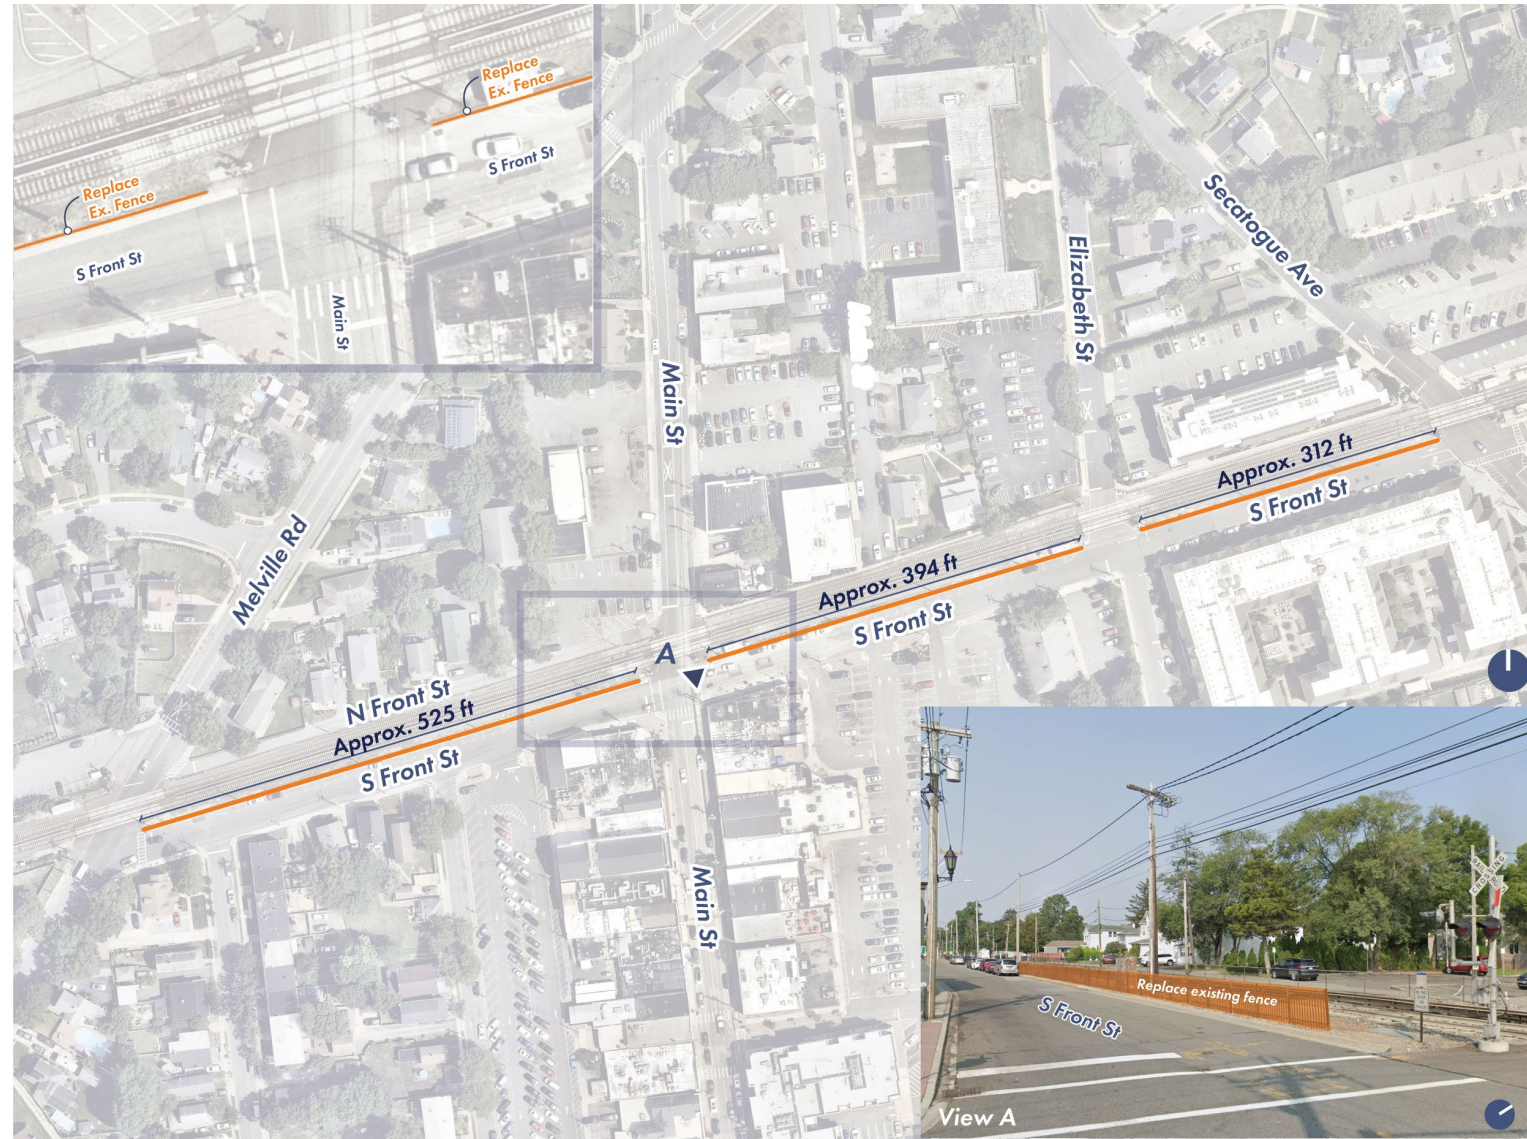 Replace
Ex. Fence
S Front St
Replace
Ex. Fence
S Front St
Main St
Secatogue Ave
Elizabeth St
Main St
Approx. 312 ft
S Front St
Melville Rd
Approx. 394 ft
S Front St
A
N Front St
Approx. 525 ft
S Front St
Main St
Replace existing fence
S Front St
View A